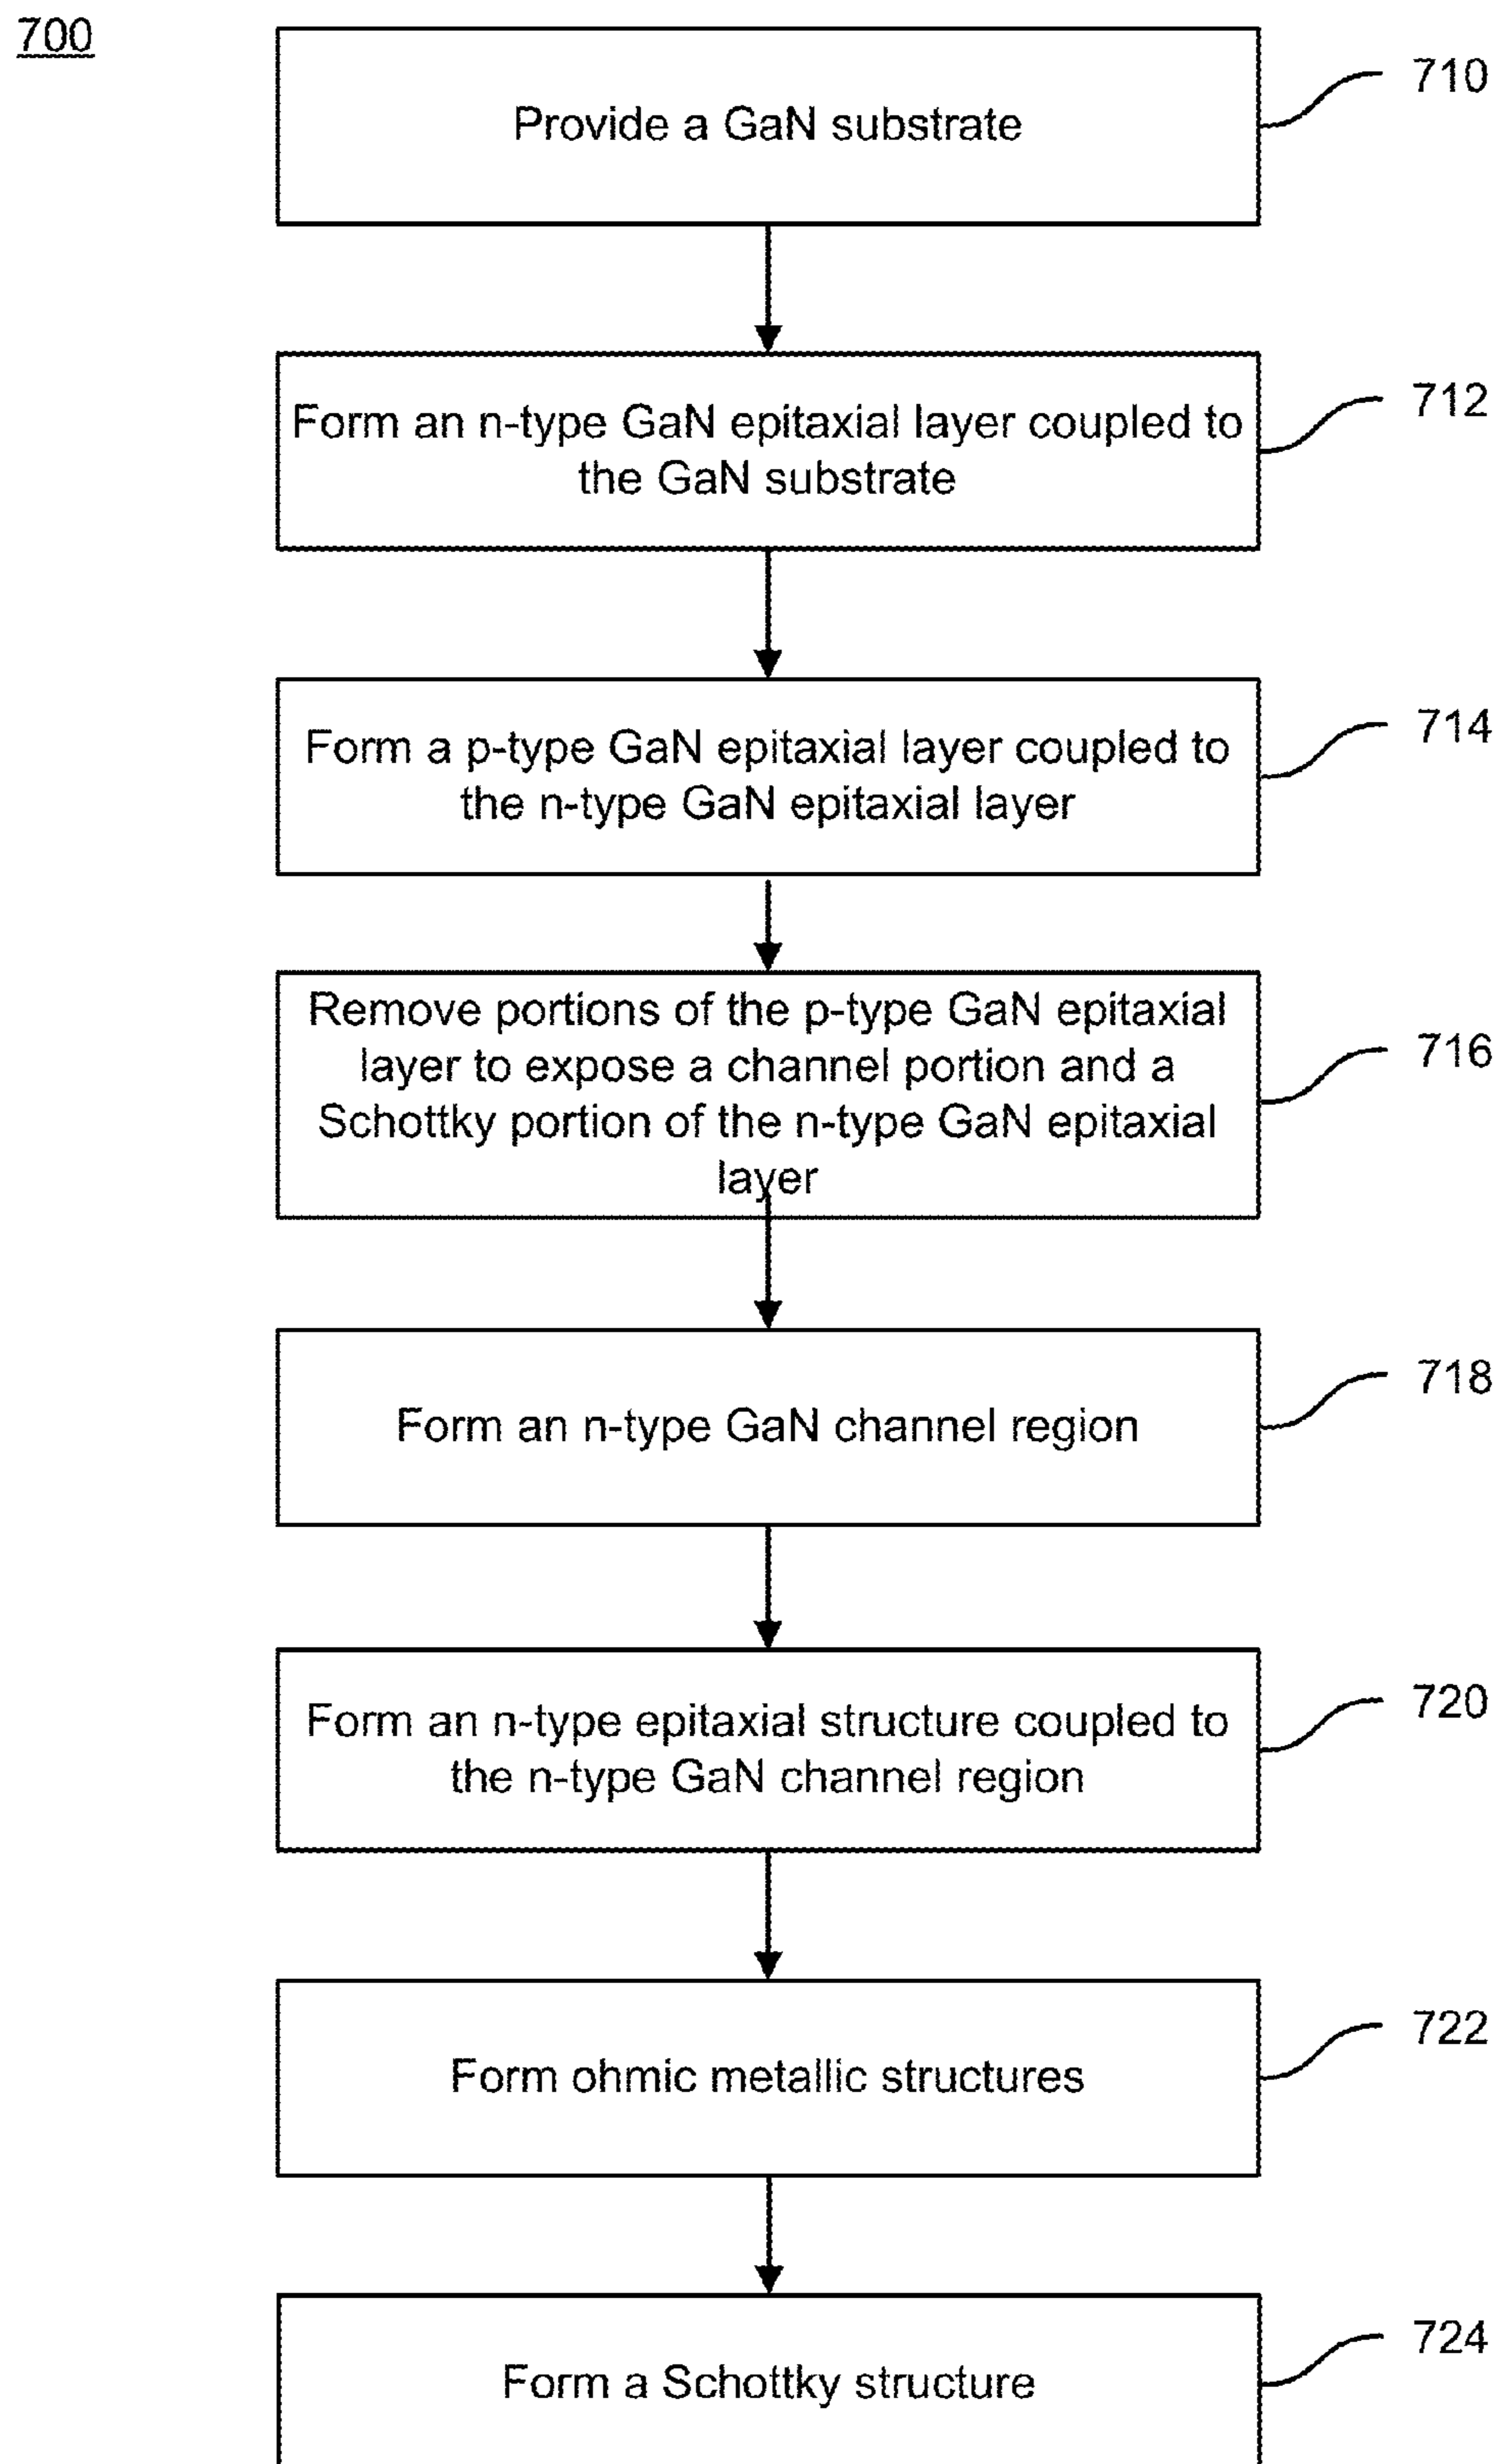 700
Provide a GaN substrate
710
Form an n-type GaN epitaxial layer coupled to
the GaN substrate
712
Form a p-type GaN epitaxial layer coupled to
the n-type GaN epitaxial layer
714
Remove portions of the p-type GaN epitaxial
layer to expose a channel portion and a
Schottky portion of the n-type GaN epitaxial
layer
716
Form an n-type GaN channel region
718
Form an n-type epitaxial structure coupled to
the n-type GaN channel region
720
Form ohmic metallic structures
722
Form a Schottky structure
724